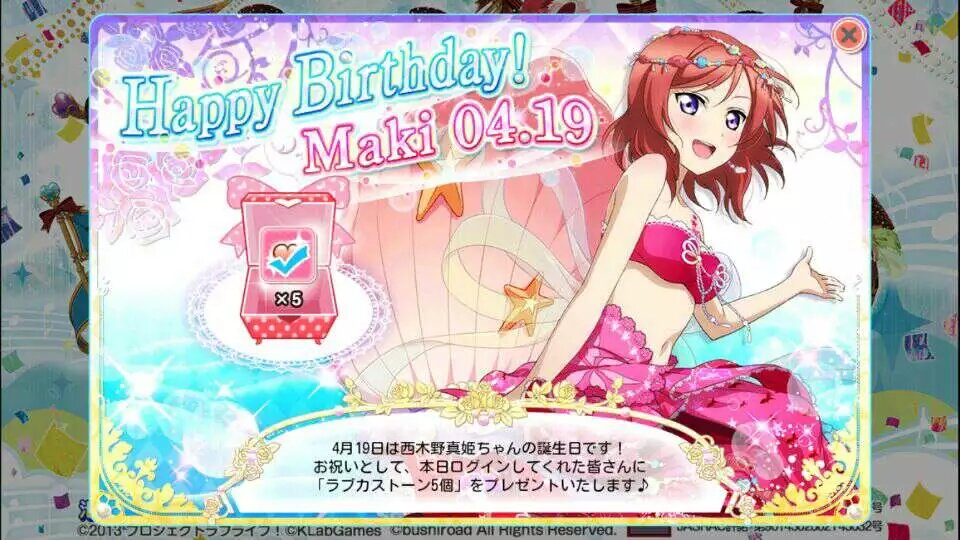 Happy Birthday!
Maki 04.19
×5
4月19日は西木野真姫ちゃんの誕生日です！
お祝いとして、本日ログインしてくれた皆さんに
「ラブカストーン5個」をプレゼントいたします♪
©2013 プロジェクトラブライブ！ ©KLabGames ©bushiroad All Rights Reserved.